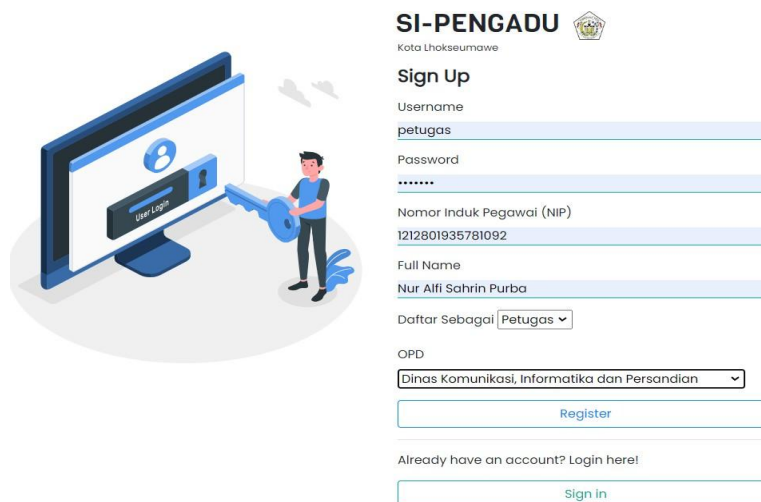 SI-PENGADU
Kota Lhokseumawe
Sign Up
Username
petugas
Password
•••••••
Nomor Induk Pegawai (NIP)
1212801935781092
Full Name
Nur Alfi Sahrin Purba
Daftar Sebagai Petugas
OPD
Dinas Komunikasi, Informatika dan Persandian
Register
Already have an account? Login here!
Sign in
User Login